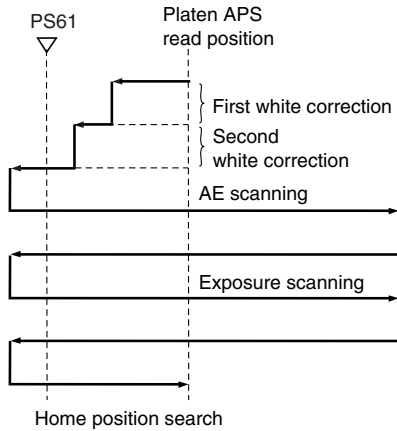 PS61
Platen APS
read position
First white correction
Second
white correction
AE scanning
Exposure scanning
Home position search